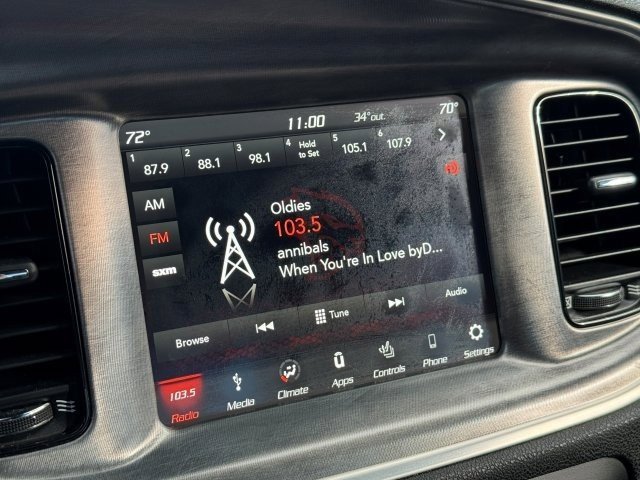 72° 11:00 34°out. 70°
1 87.9 2 88.1 3 98.1 4 Hold to Set 5 105.1 6 107.9
AM
FM
sxm
Oldies
103.5
annibals
When You're In Love byD...
Browse Tune Audio
103.5
Radio Media Climate Apps Controls Phone Settings